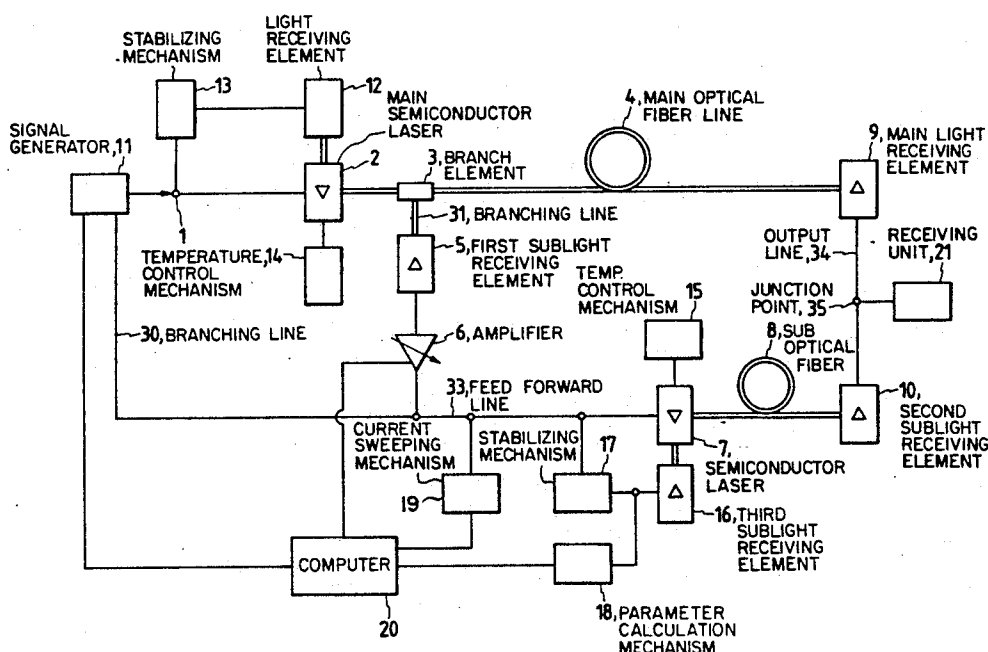 STABILIZING
MECHANISM
13
LIGHT
RECEIVING
ELEMENT
12
MAIN
SEMICONDUCTOR
LASER
2
SIGNAL
GENERATOR, 11
1
3, BRANCH
ELEMENT
4, MAIN OPTICAL
FIBER LINE
9, MAIN LIGHT
RECEIVING
ELEMENT
31, BRANCHING LINE
TEMPERATURE, 14
CONTROL
MECHANISM
5, FIRST SUBLIGHT
RECEIVING
ELEMENT
OUTPUT
LINE, 34
RECEIVING
UNIT, 21
TEMP.
CONTROL
MECHANISM
15
JUNCTION
POINT, 35
30, BRANCHING LINE
6, AMPLIFIER
8, SUB
OPTICAL
FIBER
33, FEED FORWARD
LINE
10,
SECOND
SUBLIGHT
RECEIVING
ELEMENT
CURRENT
SWEEPING
MECHANISM
19
STABILIZING
MECHANISM
17
7,
SEMICONDUCTOR
LASER
16, THIRD
SUBLIGHT
RECEIVING
ELEMENT
COMPUTER
20
18, PARAMETER
CALCULATION
MECHANISM